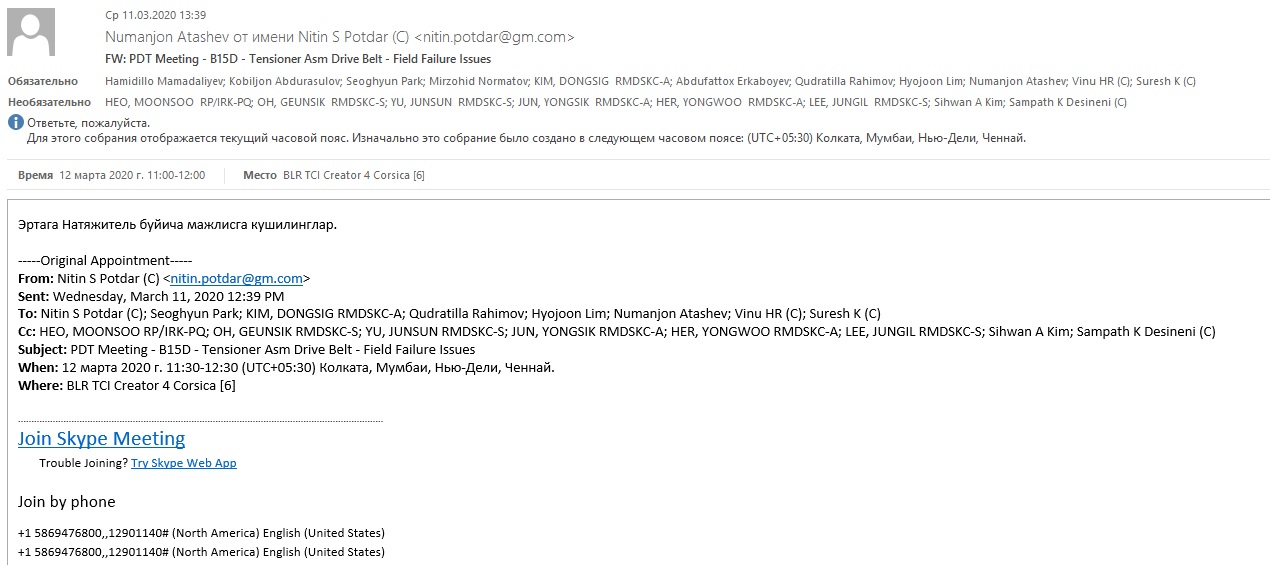 Ср 11.03.2020 13:39
Numanjon Atashev от имени Nitin S Potdar (C) <nitin.potdar@gm.com>
FW: PDT Meeting - B15D - Tensioner Asm Drive Belt - Field Failure Issues
Обязательно Hamidillo Mamadaliyev; Kobiljon Abdurasulov; Seoghyun Park; Mirzohid Normatov; KIM, DONGSIG RMDSKC-A; Abdufattox Erkaboyev; Qudratilla Rahimov; Hyojoon Lim; Numanjon Atashev; Vinu HR (C); Suresh K (C)
Необязательно HEO, MOONSOO RP/IRK-PQ; OH, GEUNSIK RMDSKC-S; YU, JUNSUN RMDSKC-S; JUN, YONGSIK RMDSKC-A; HER, YONGWOO RMDSKC-A; LEE, JUNGIL RMDSKC-S; Sihwan A Kim; Sampath K Desineni (C)
Ответьте, пожалуйста.
Для этого собрания отображается текущий часовой пояс. Изначально это собрание было создано в следующем часовом поясе: (UTC+05:30) Колката, Мумбаи, Нью-Дели, Ченнай.
Время 12 марта 2020 г. 11:00-12:00 Место BLR TCI Creator 4 Corsica [6]
Эртага Натяжитель буйича мажлисга кушилинглар.
-----Original Appointment-----
From: Nitin S Potdar (C) <nitin.potdar@gm.com>
Sent: Wednesday, March 11, 2020 12:39 PM
To: Nitin S Potdar (C); Seoghyun Park; KIM, DONGSIG RMDSKC-A; Qudratilla Rahimov; Hyojoon Lim; Numanjon Atashev; Vinu HR (C); Suresh K (C)
Cc: HEO, MOONSOO RP/IRK-PQ; OH, GEUNSIK RMDSKC-S; YU, JUNSUN RMDSKC-S; JUN, YONGSIK RMDSKC-A; HER, YONGWOO RMDSKC-A; LEE, JUNGIL RMDSKC-S; Sihwan A Kim; Sampath K Desineni (C)
Subject: PDT Meeting - B15D - Tensioner Asm Drive Belt - Field Failure Issues
When: 12 марта 2020 г. 11:30-12:30 (UTC+05:30) Колката, Мумбаи, Нью-Дели, Ченнай.
Where: BLR TCI Creator 4 Corsica [6]
Join Skype Meeting
Trouble Joining? Try Skype Web App
Join by phone
+1 5869476800,,12901140# (North America) English (United States)
+1 5869476800,,12901140# (North America) English (United States)